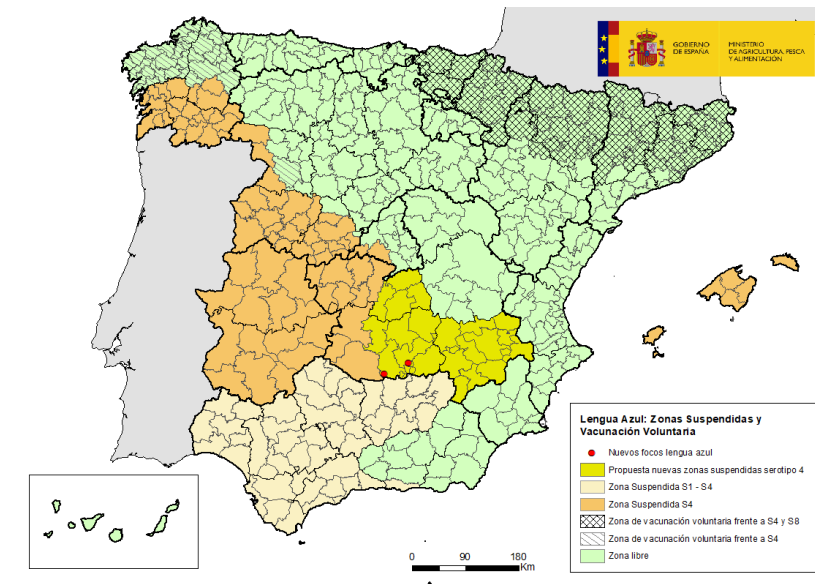 GOBIERNO
DE ESPAÑA
MINISTERIO
DE AGRICULTURA, PESCA
Y ALIMENTACIÓN
Lengua Azul: Zonas Suspendidas y
Vacunación Voluntaria
Nuevos focos lengua azul
Propuesta nuevas zonas suspendidas serotipo 4
Zona Suspendida S1 - S4
Zona Suspendida S4
Zona de vacunación voluntaria frente a S4 y S8
Zona de vacunación voluntaria frente a S4
Zona libre
0 90 180
Km